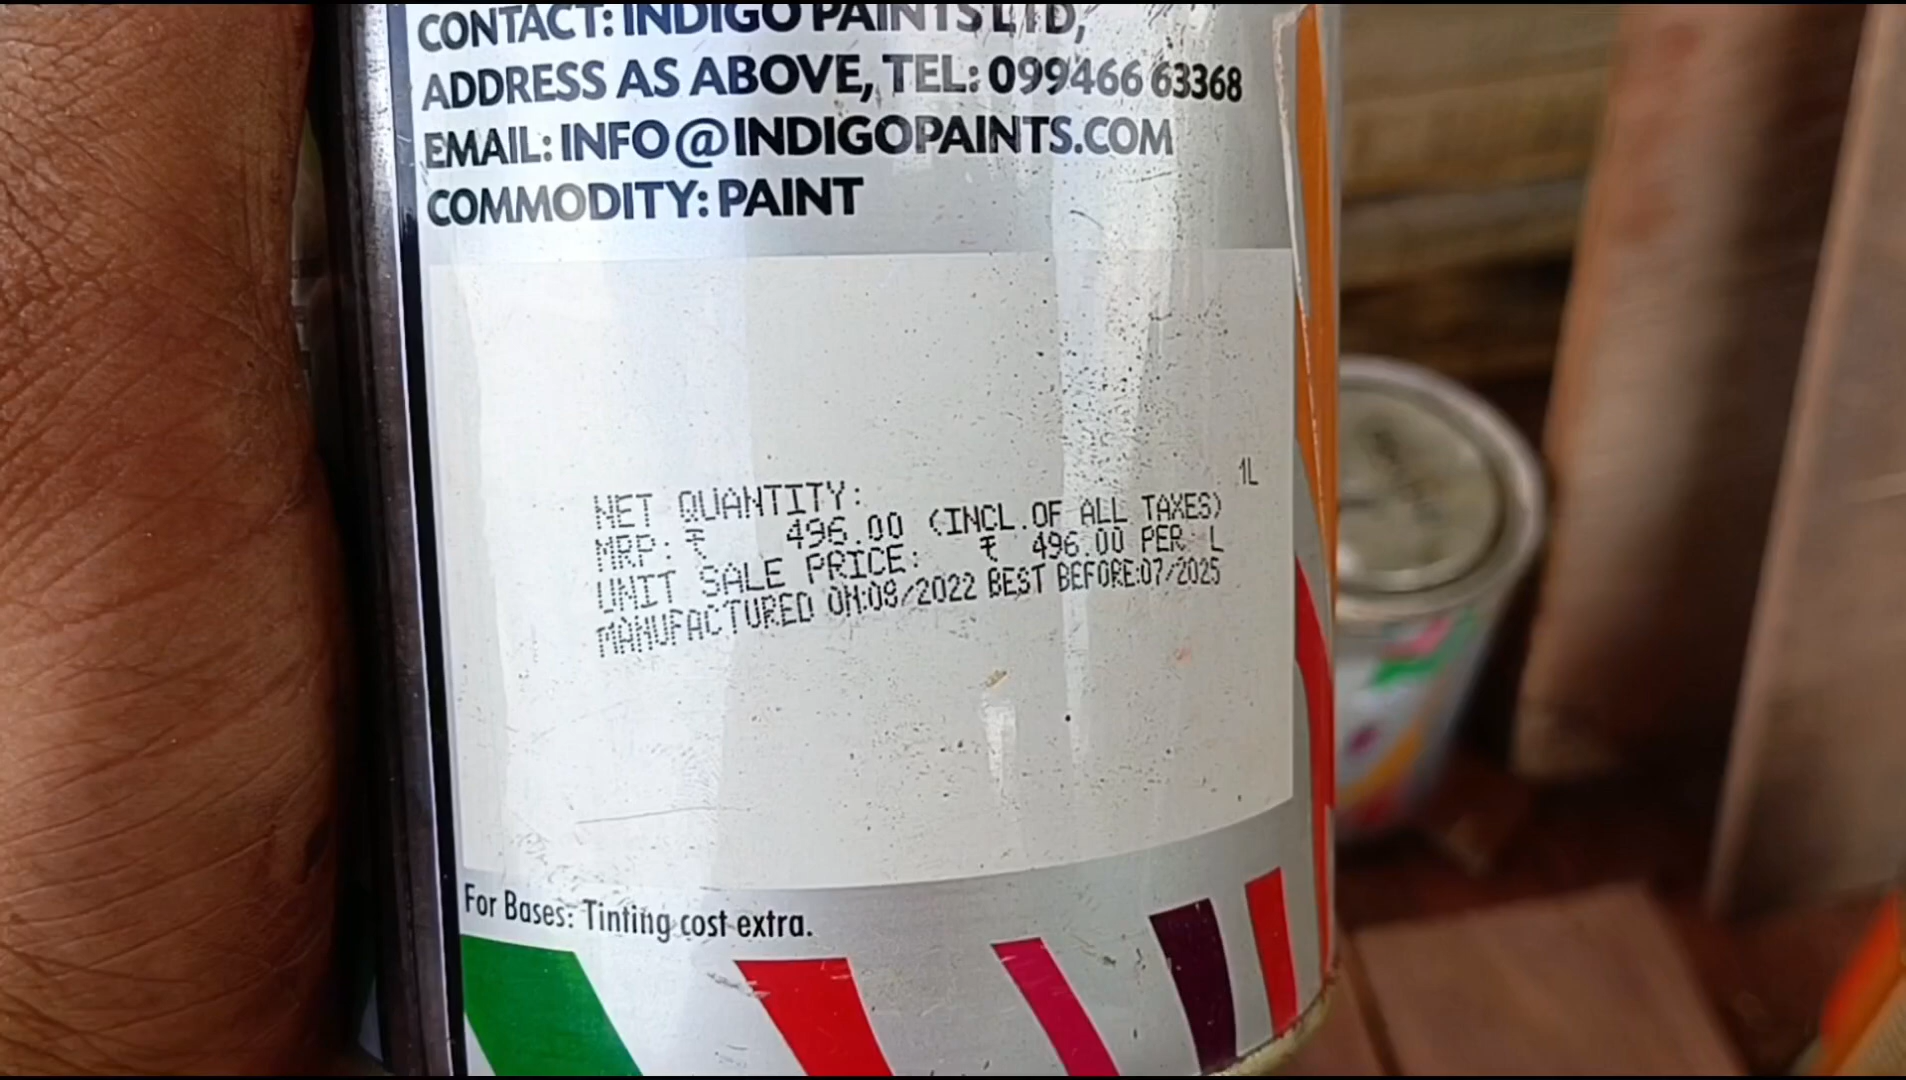 CONTACT: INDIGO PAINTS LTD,
ADDRESS AS ABOVE, TEL: 099466 63368
EMAIL: INFO@INDIGOPAINTS.COM
COMMODITY: PAINT
NET QUANTITY: 1L
MRP: ₹ 496.00 (INCL.OF ALL TAXES)
UNIT SALE PRICE: ₹ 496.00 PER L
MANUFACTURED ON:08/2022 BEST BEFORE:07/2025
For Bases: Tinting cost extra.